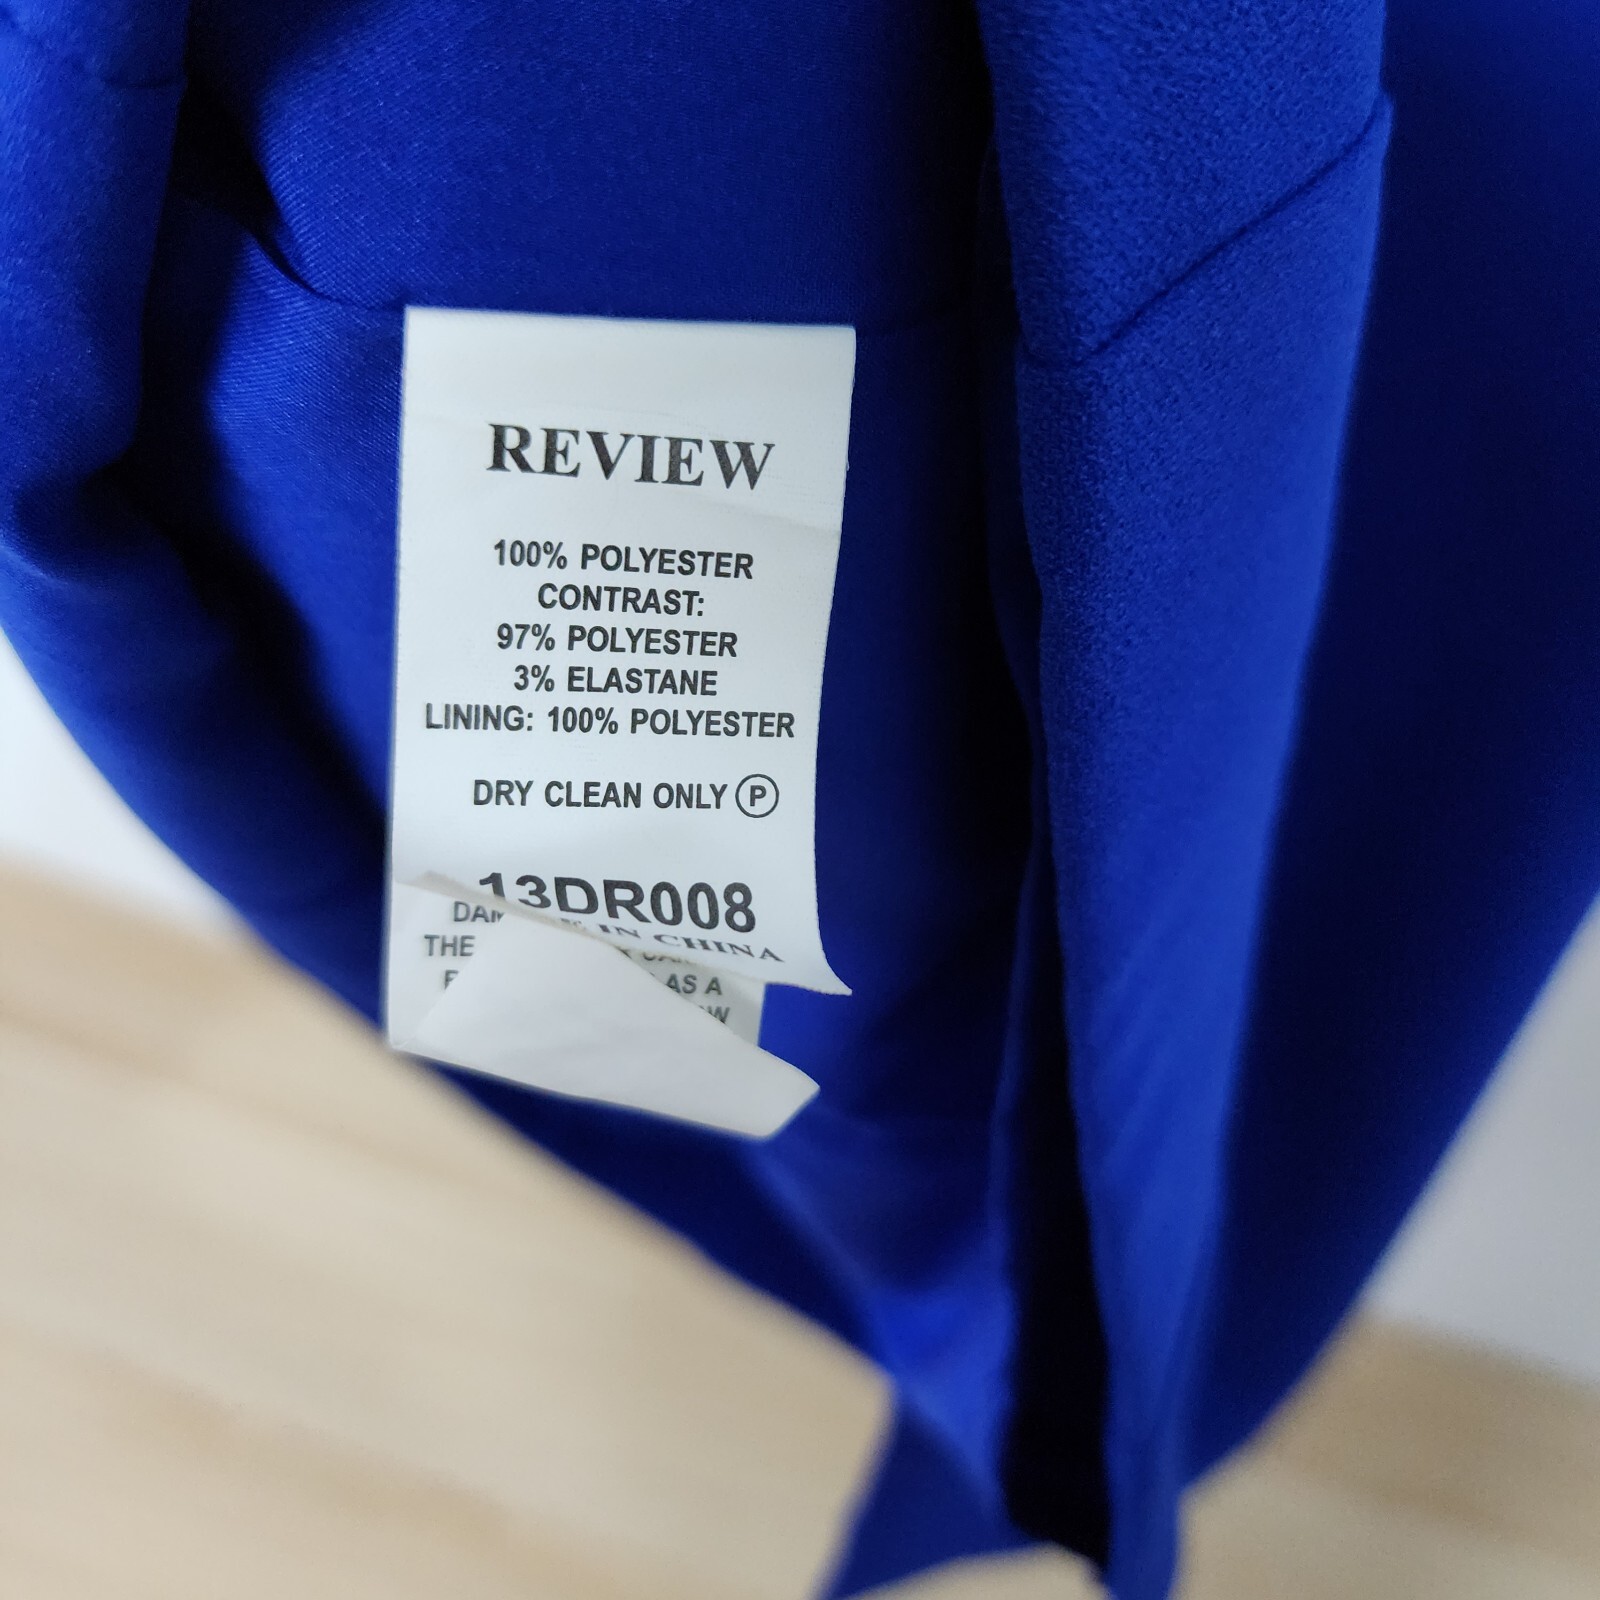 REVIEW
100% POLYESTER
CONTRAST:
97% POLYESTER
3% ELASTANE
LINING: 100% POLYESTER
DRY CLEAN ONLY P
13DR008
IN CHINA
THE
AS A